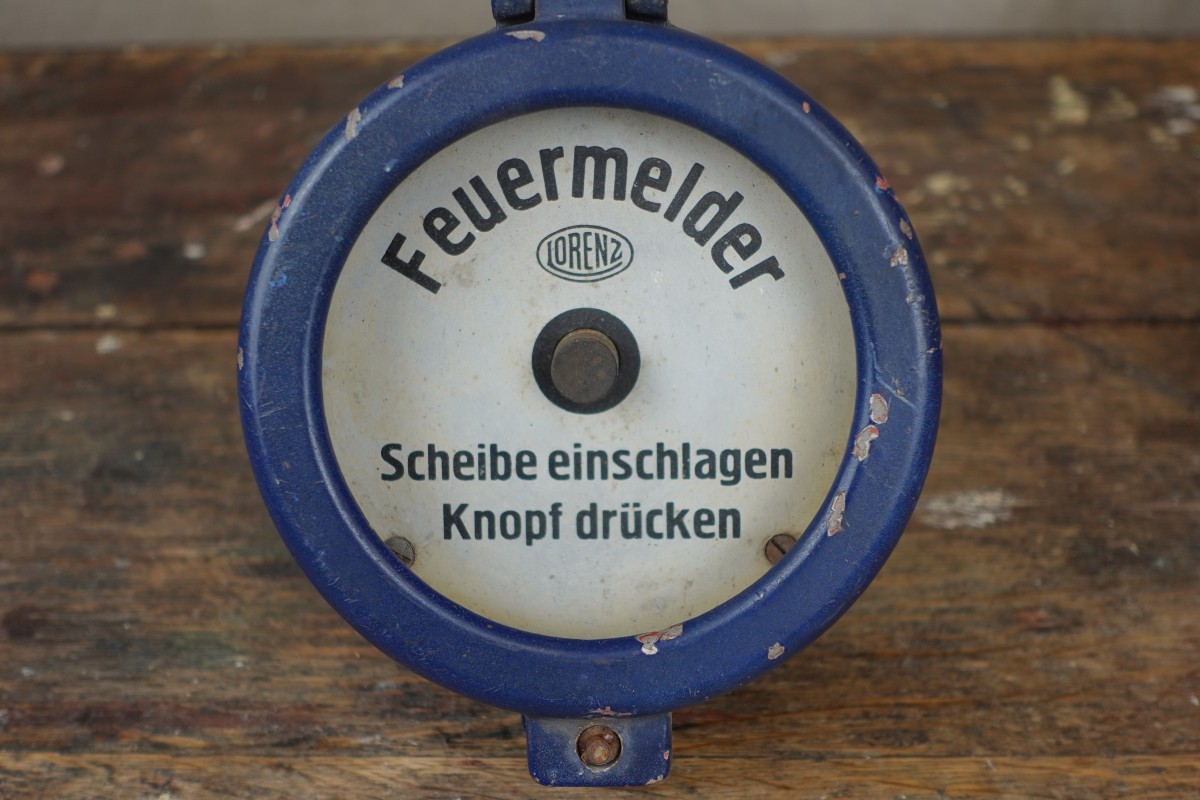 Feuermelder
LORENZ
Scheibe einschlagen
Knopf drücken